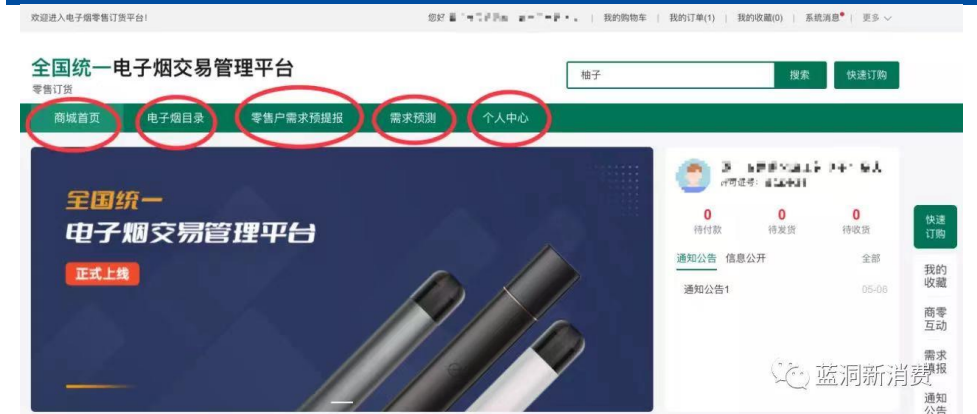 欢迎进入电子烟零售订货平台!
您好
我的购物车 | 我的订单(1) | 我的收藏(0) | 系统消息 | 更多
全国统一电子烟交易管理平台
零售订货
柚子 搜索 快速订购
商城首页 电子烟目录 零售户需求预提报 需求预测 个人中心
全国统一
电子烟交易管理平台
正式上线
许可证号:
0 0 0
待付款 待发货 待收货
通知公告 信息公开 全部
通知公告1 05-06
快速
订购
我的
收藏
商零
互动
需求
填报
通知
公告
蓝洞新消费